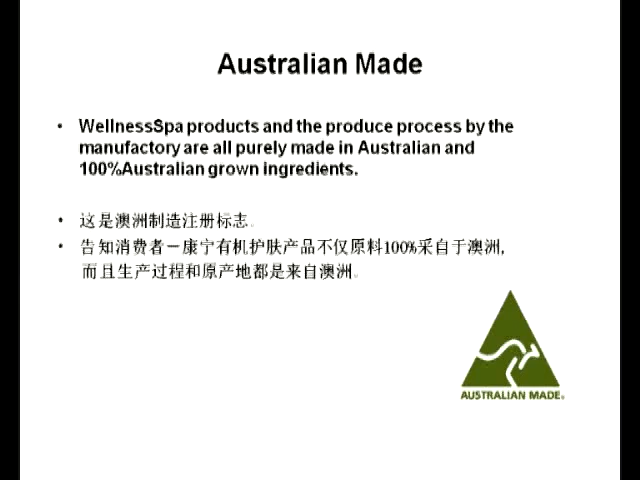 Australian Made
• WellnessSpa products and the produce process by the
manufactory are all purely made in Australian and
100%Australian grown ingredients.
• 这是澳洲制造注册标志。
• 告知消费者－康宁有机护肤产品不仅原料100%采自于澳洲,
而且生产过程和原产地都是来自澳洲。
AUSTRALIAN MADE.